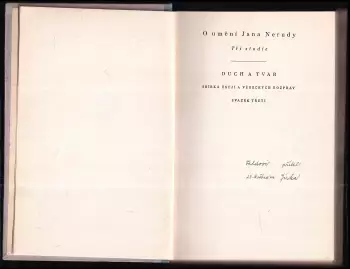 O umění Jana Nerudy
Tři studie
DUCH A TVAR
SBÍRKA ESEJÍ A VĚDECKÝCH ROZPRAV
SVAZEK TŘETÍ